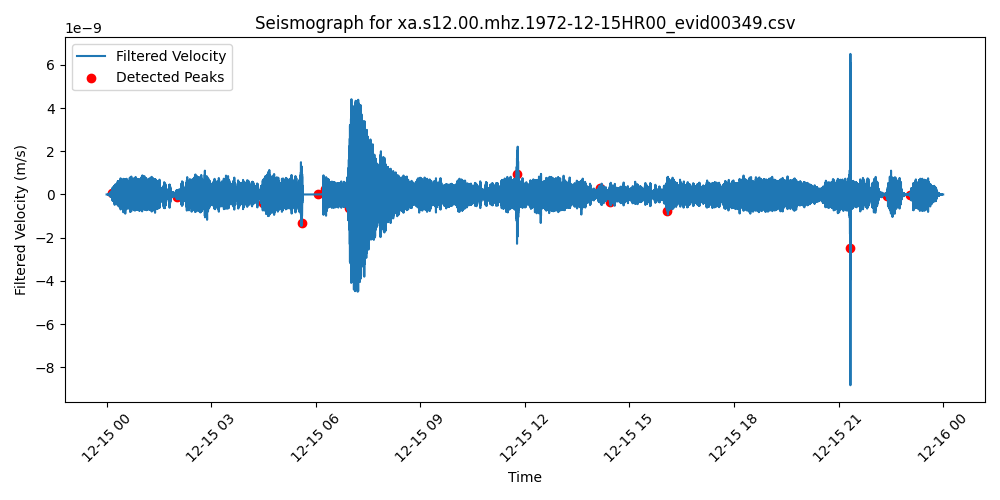 Seismograph for xa.s12.00.mhz.1972-12-15HR00_evid00349.csv
1e−9
Filtered Velocity
Detected Peaks
6
4
2
0
−2
−4
−6
−8
Filtered Velocity (m/s)
12-15 00
12-15 03
12-15 06
12-15 09
12-15 12
12-15 15
12-15 18
12-15 21
12-16 00
Time